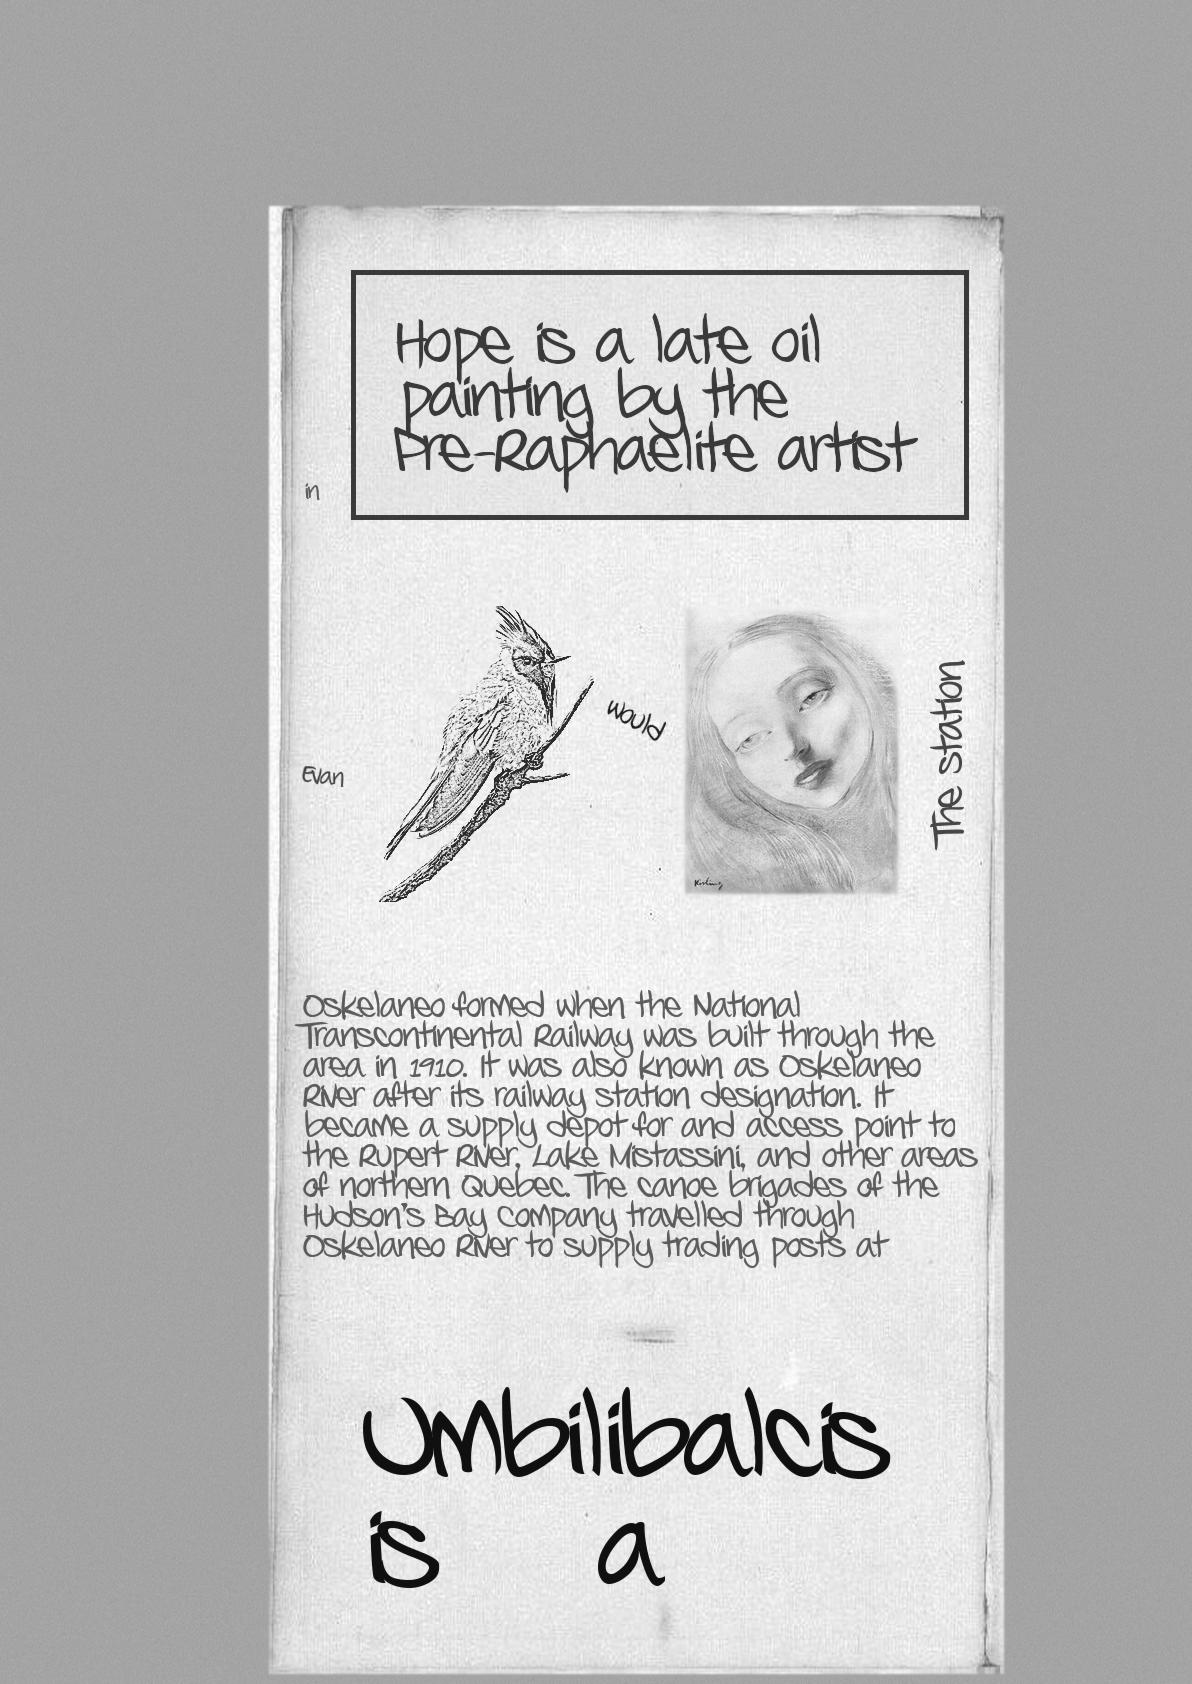 Hope is a late oil
painting by the
Pre-Raphaelite artist
in
would
The station
Evan
Oskelaneo formed when the National
Transcontinental Railway was built through the
area in 1910. It was also known as Oskelaneo
River after its railway station designation. It
became a supply depot for and access point to
the Rupert River, Lake Mistassini, and other areas
of northern Quebec. The canoe brigades of the
Hudson's Bay Company travelled through
Oskelaneo River to supply trading posts at
Umbilibalcis
is a
Kisling